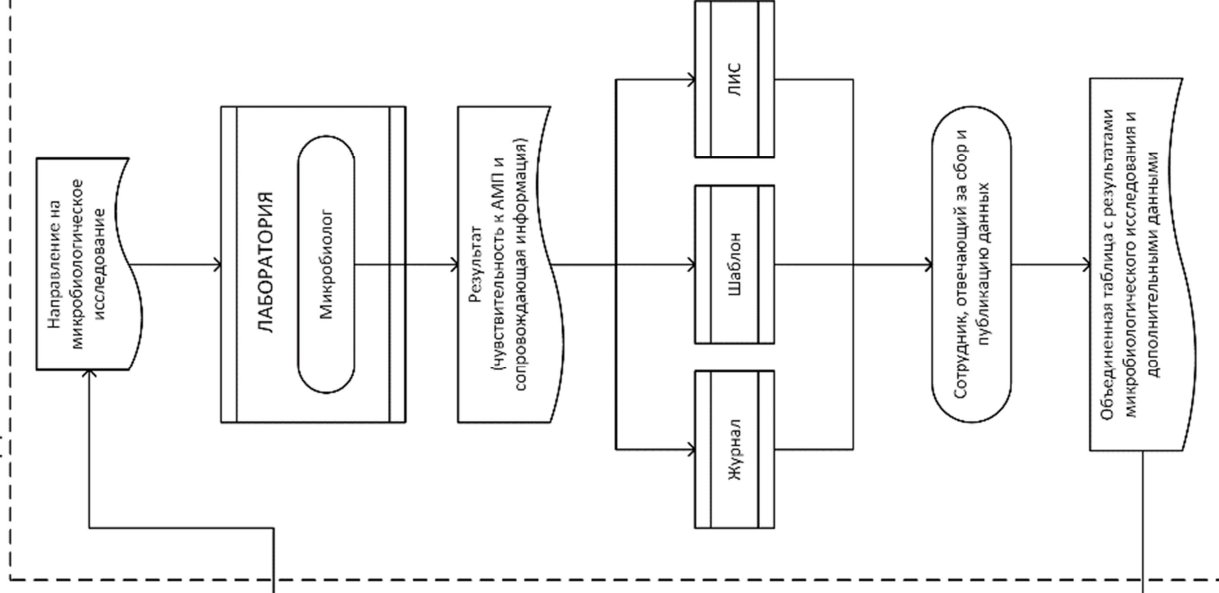 Направление на
микробиологическое
исследование
ЛАБОРАТОРИЯ
Микробиолог
Результат
(чувствительность к АМП и
сопровождающая информация)
Журнал
Шаблон
ЛИС
Сотрудник, отвечающий за сбор и
публикацию данных
Объединенная таблица с результатами
микробиологического исследования и
дополнительными данными